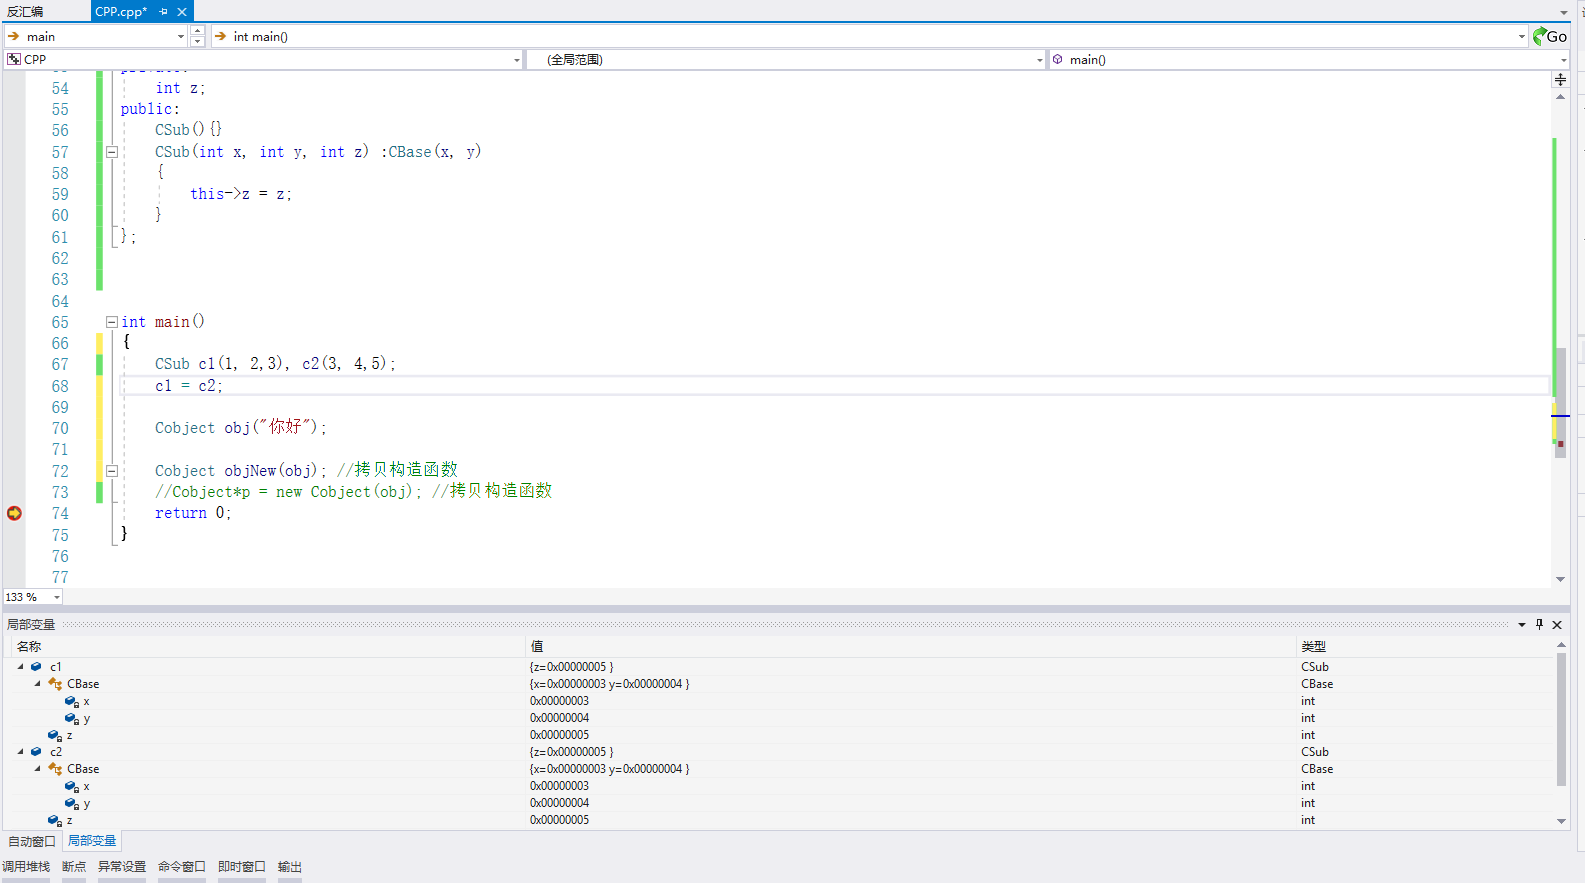 反汇编 CPP.cpp*
main int main() Go
CPP (全局范围) main()
54 int z;
55 public:
56 CSub(){}
57 CSub(int x, int y, int z) :CBase(x, y)
58 {
59 this->z = z;
60 }
61 };
62
63
64
65 int main()
66 {
67 CSub c1(1, 2,3), c2(3, 4,5);
68 c1 = c2;
69
70 Cobject obj("你好");
71
72 Cobject objNew(obj); //拷贝构造函数
73 //Cobject*p = new Cobject(obj); //拷贝构造函数
74 return 0;
75 }
76
77
133 %
局部变量
名称 值 类型
c1 {z=0x00000005 } CSub
CBase {x=0x00000003 y=0x00000004 } CBase
x 0x00000003 int
y 0x00000004 int
z 0x00000005 int
c2 {z=0x00000005 } CSub
CBase {x=0x00000003 y=0x00000004 } CBase
x 0x00000003 int
y 0x00000004 int
z 0x00000005 int
自动窗口 局部变量
调用堆栈 断点 异常设置 命令窗口 即时窗口 输出